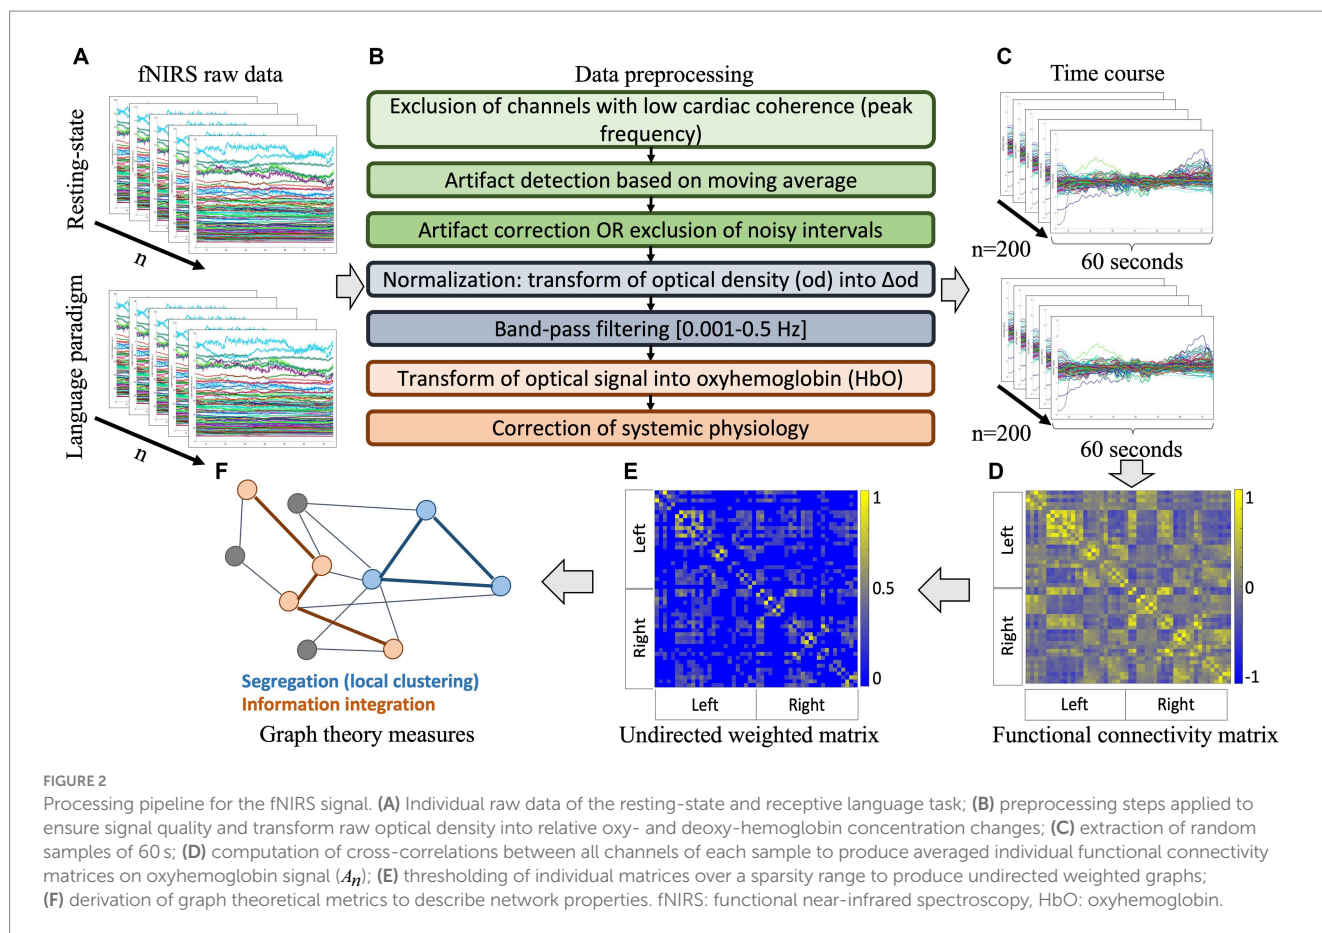 A
fNIRS raw data
Resting-state
n
Language paradigm
n
B
Data preprocessing
Exclusion of channels with low cardiac coherence (peak
frequency)
Artifact detection based on moving average
Artifact correction OR exclusion of noisy intervals
Normalization: transform of optical density (od) into Δod
Band-pass filtering [0.001-0.5 Hz]
Transform of optical signal into oxyhemoglobin (HbO)
Correction of systemic physiology
C
Time course
n=200
60 seconds
n=200
60 seconds
D
Left
Right
1
0
-1
Left
Right
Functional connectivity matrix
E
Left
Right
1
0.5
0
Left
Right
Undirected weighted matrix
F
Segregation (local clustering)
Information integration
Graph theory measures
FIGURE 2
Processing pipeline for the fNIRS signal. (A) Individual raw data of the resting-state and receptive language task; (B) preprocessing steps applied to
ensure signal quality and transform raw optical density into relative oxy- and deoxy-hemoglobin concentration changes; (C) extraction of random
samples of 60 s; (D) computation of cross-correlations between all channels of each sample to produce averaged individual functional connectivity
matrices on oxyhemoglobin signal (An); (E) thresholding of individual matrices over a sparsity range to produce undirected weighted graphs;
(F) derivation of graph theoretical metrics to describe network properties. fNIRS: functional near-infrared spectroscopy, HbO: oxyhemoglobin.